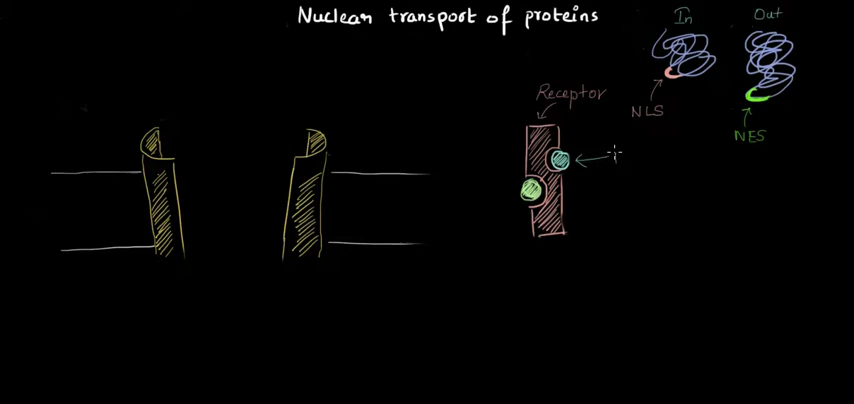 Nuclear transport of proteins
In
Out
Receptor
NLS
NES